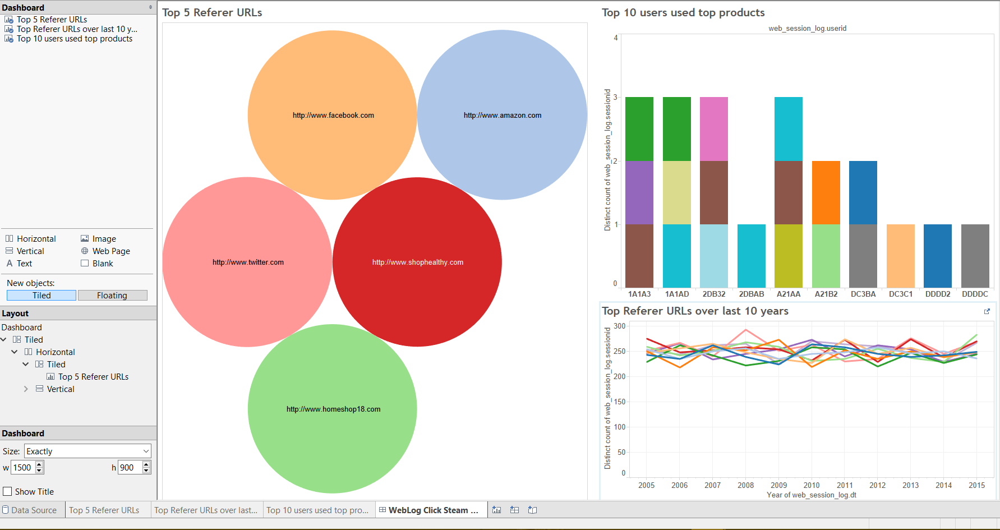 Dashboard
Top 5 Referer URLs
Top Referer URLs over last 10 y...
Top 10 users used top products
Horizontal
Image
Vertical
Web Page
A Text
Blank
New objects:
Tiled
Floating
Layout
Dashboard
Tiled
Horizontal
Tiled
Top 5 Referer URLs
Vertical
Dashboard
Size: Exactly
w 1500 h 900
Show Title
Top 5 Referer URLs
http://www.facebook.com
http://www.amazon.com
http://www.twitter.com
http://www.shophealthy.com
http://www.homeshop18.com
Top 10 users used top products
web_session_log.userid
Distinct count of web_session_log.sessionid
4
3
2
1
0
1A1A3 1A1AD 2DB32 2DBAB A21AA A21B2 DC3BA DC3C1 DDDD2 DDDDC
Top Referer URLs over last 10 years
Distinct count of web_session_log.sessionid
300
250
200
150
100
50
0
2005 2006 2007 2008 2009 2010 2011 2012 2013 2014 2015
Year of web_session_log.dt
Data Source
Top 5 Referer URLs
Top Referer URLs over last...
Top 10 users used top pro...
WebLog Click Steam ...